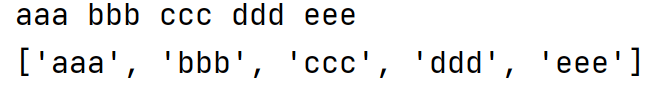 aaa bbb ccc ddd eee
['aaa', 'bbb', 'ccc', 'ddd', 'eee']